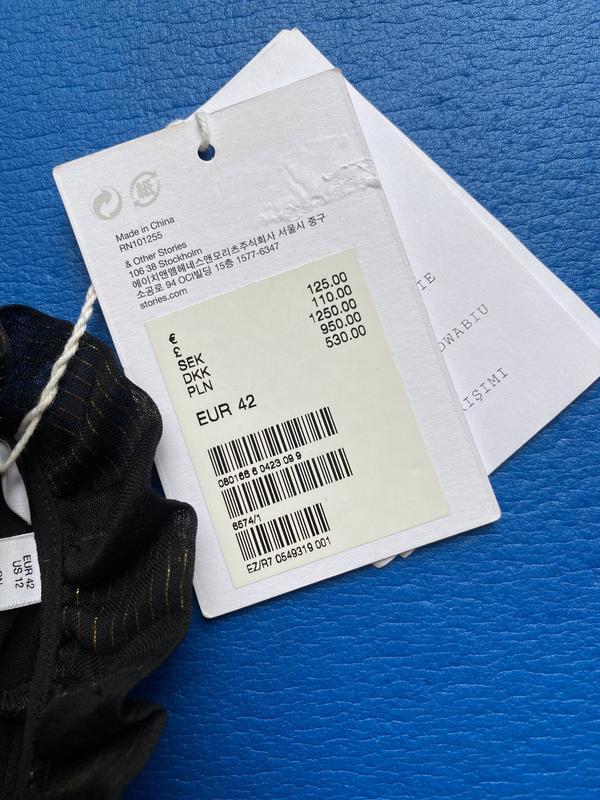 紙
Made in China
RN101255
& Other Stories
106 38 Stockholm
에이치앤엠헤네스앤모리츠주식회사 서울시 중구
소공로 94 OCI빌딩 15층 1577-6347
stories.com
€ 125.00
£ 110.00
SEK 1250.00
DKK 950.00
PLN 530.00
EUR 42
080166 6 0423 09 9
6574/1
EZ/R7 0549319 001
EUR 42
US 12